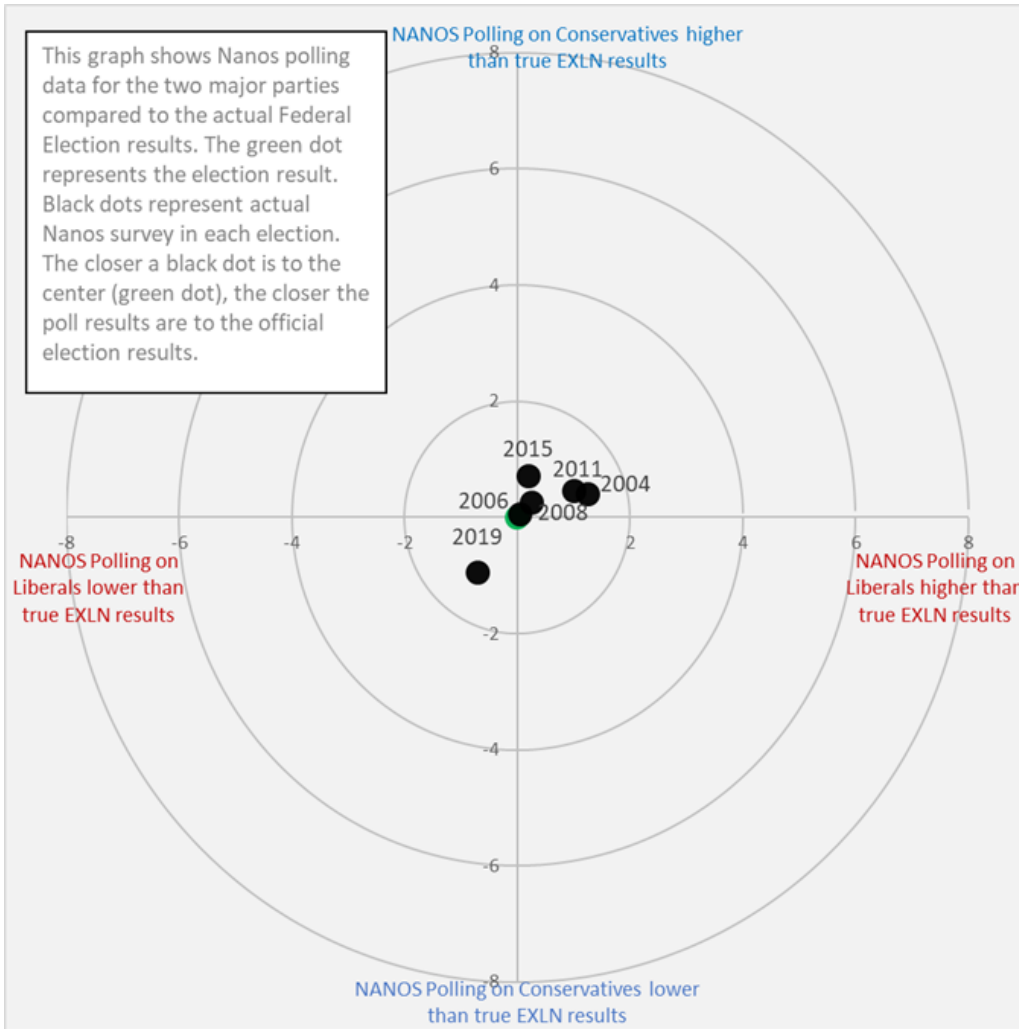 NANOS Polling on Conservatives higher
than true EXLN results
This graph shows Nanos polling
data for the two major parties
compared to the actual Federal
Election results. The green dot
represents the election result.
Black dots represent actual
Nanos survey in each election.
The closer a black dot is to the
center (green dot), the closer the
poll results are to the official
election results.
8
6
4
2
2015
2011
2004
2006
2008
2019
-8
-6
-4
-2
2
4
6
8
NANOS Polling on
Liberals lower than
true EXLN results
NANOS Polling on
Liberals higher than
true EXLN results
-2
-4
-6
-8
NANOS Polling on Conservatives lower
than true EXLN results